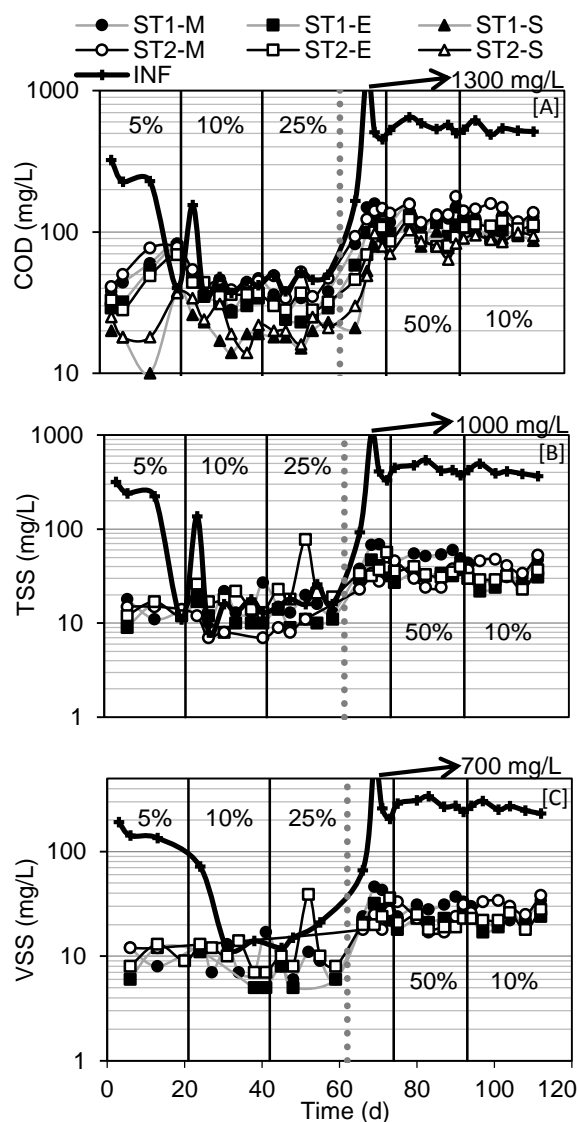 ST1-M ST1-E ST1-S
ST2-M ST2-E ST2-S
INF
1300 mg/L
[A]
1000
100
10
COD (mg/L)
5% 10% 25%
50% 10%
1000 mg/L
[B]
1000
100
10
1
TSS (mg/L)
5% 10% 25%
50% 10%
700 mg/L
[C]
100
10
1
VSS (mg/L)
5% 10% 25%
50% 10%
0 20 40 60 80 100 120
Time (d)